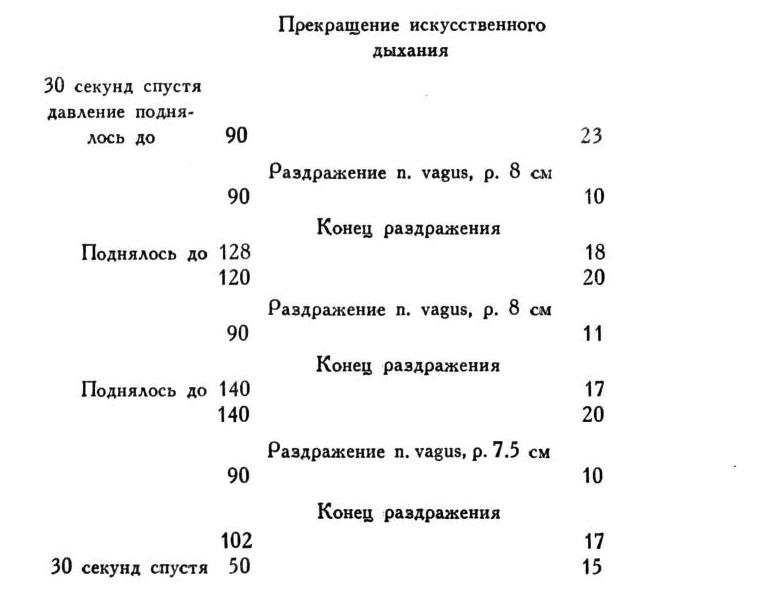 Прекращение искусственного
дыхания
30 секунд спустя
давление подня-
лось до 90 23
Раздражение n. vagus, р. 8 см
90 10
Конец раздражения
Поднялось до 128 18
120 20
Раздражение n. vagus, р. 8 см
90 11
Конец раздражения
Поднялось до 140 17
140 20
Раздражение n. vagus, р. 7.5 см
90 10
Конец раздражения
102 17
30 секунд спустя 50 15